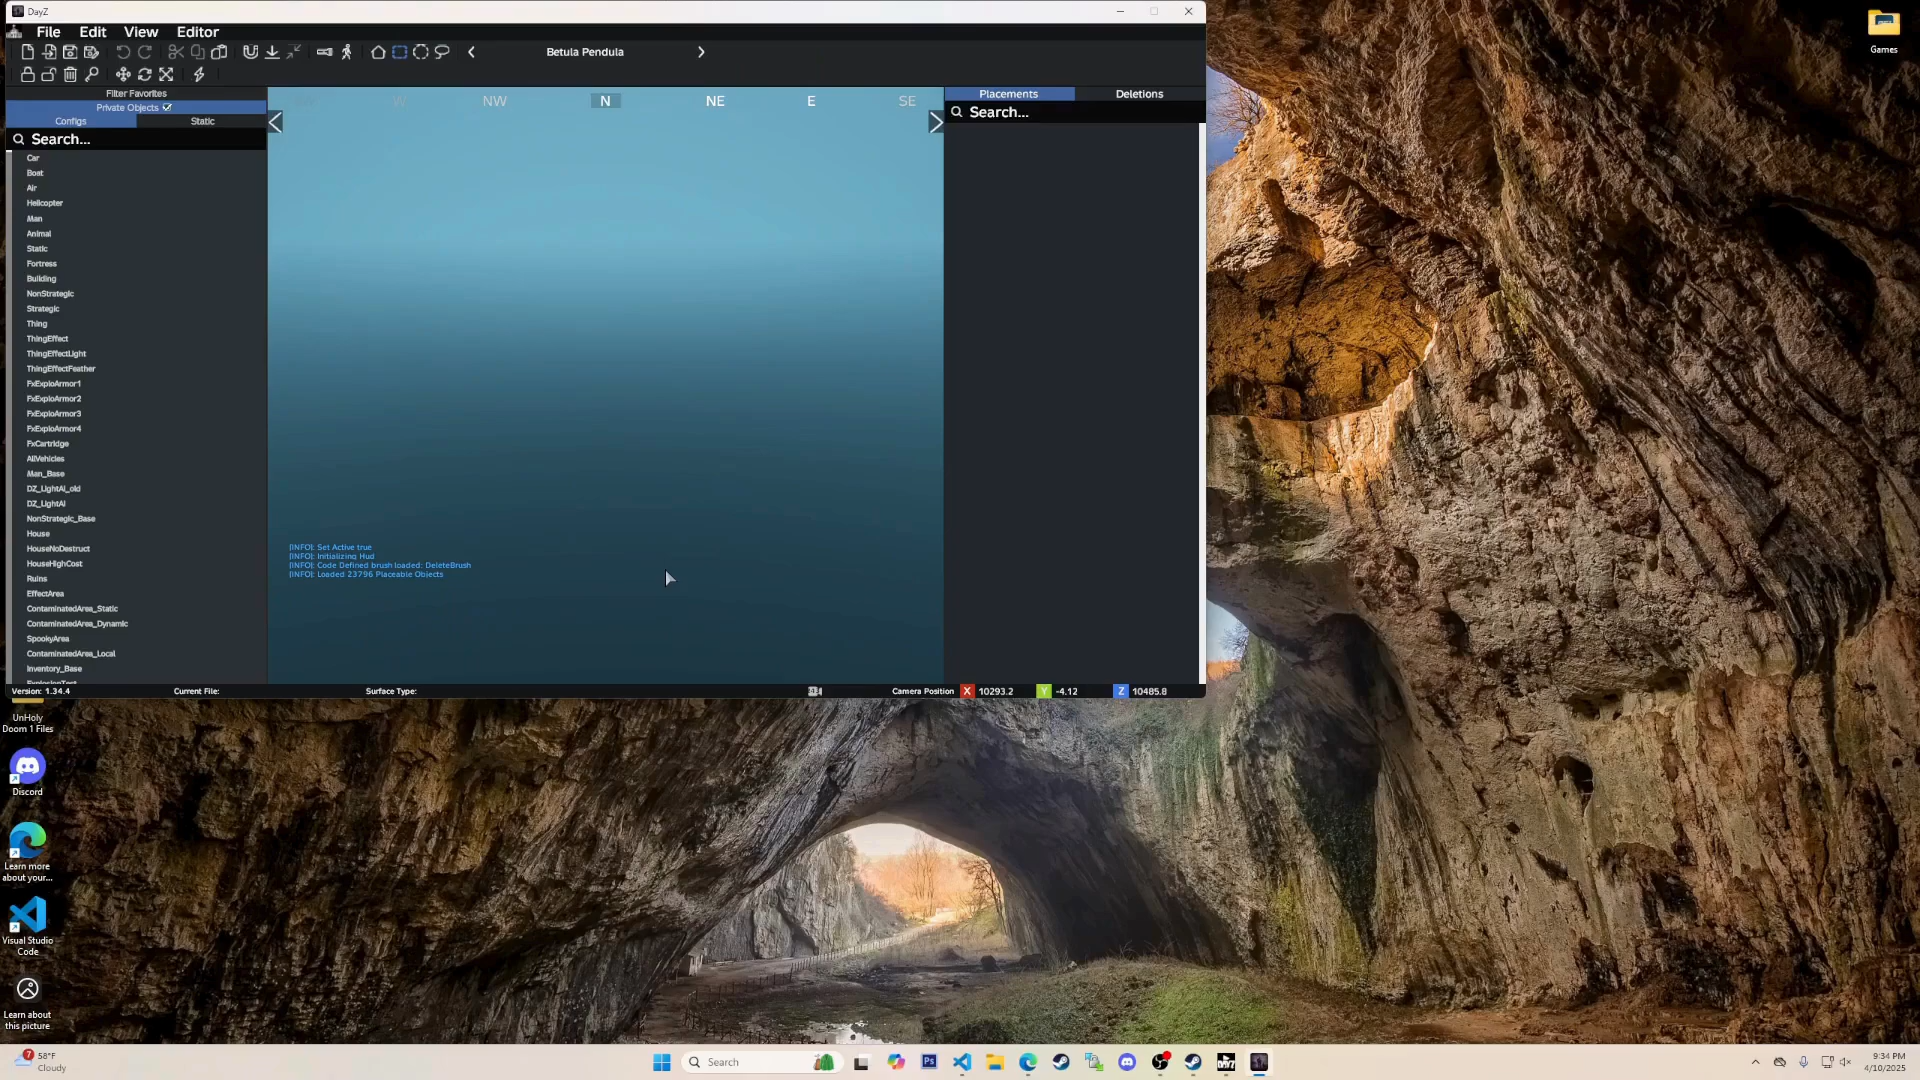 DayZ
File Edit View Editor
Betula Pendula
Filter Favorites
Private Objects
Configs Static
Search...
Car
Boat
Air
Helicopter
Man
Animal
Static
Fortress
Building
NonStrategic
Strategic
Thing
ThingEffect
ThingEffectLight
ThingEffectFeather
FxExploArmor1
FxExploArmor2
FxExploArmor3
FxExploArmor4
FxCartridge
AllVehicles
Man_Base
DZ_LightAI_old
DZ_LightAI
NonStrategic_Base
House
HouseNoDestruct
HouseHighCost
Ruins
EffectArea
ContaminatedArea_Static
ContaminatedArea_Dynamic
SpookyArea
ContaminatedArea_Local
Inventory_Base
ExplosionTest
W NW N NE E SE
[INFO]: Set Active true
[INFO]: Initializing Hud
[INFO]: Code Defined brush loaded: DeleteBrush
[INFO]: Loaded 23796 Placeable Objects
Placements Deletions
Search...
Version: 1.34.4 Current File: Surface Type: Camera Position X 10293.2 Y -4.12 Z 10485.8
Games
UnHoly
Doom 1 Files
Discord
Learn more
about your...
Visual Studio
Code
Learn about
this picture
7
58°F
Cloudy
Search
Ps
9:34 PM
4/10/2025